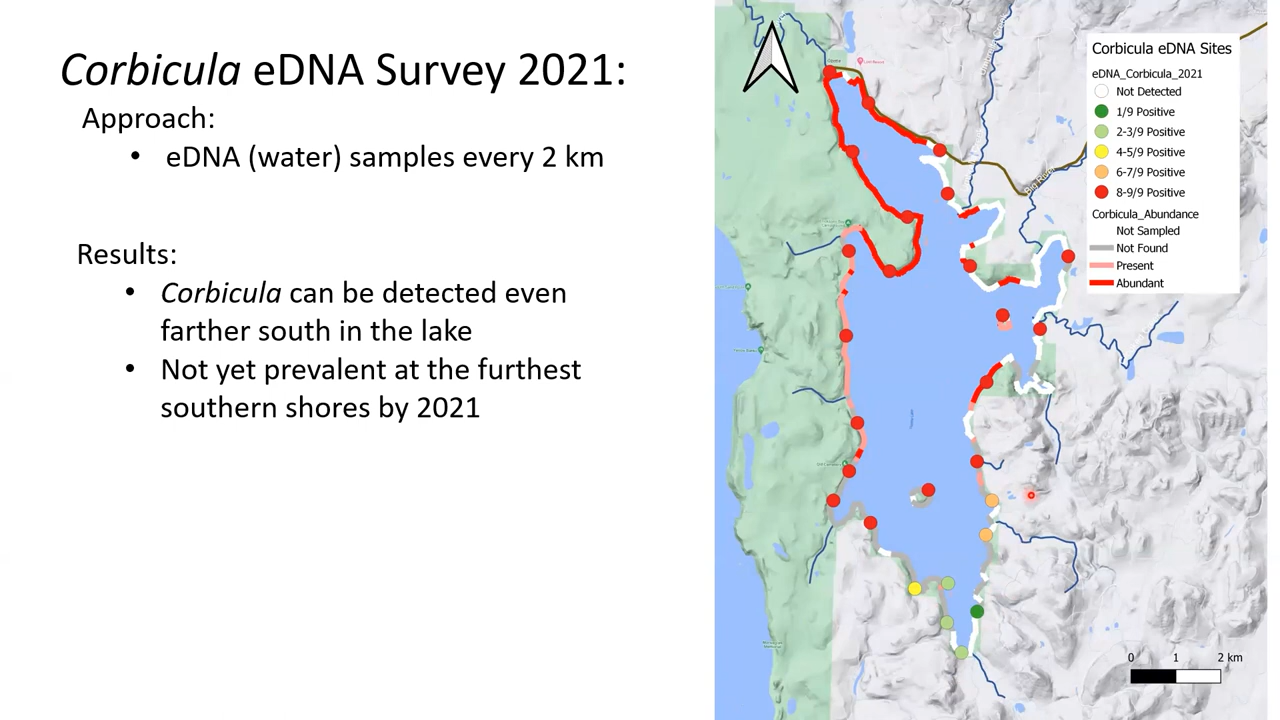 Corbicula eDNA Survey 2021:
Approach:
• eDNA (water) samples every 2 km
Results:
• Corbicula can be detected even
farther south in the lake
• Not yet prevalent at the furthest
southern shores by 2021
Corbicula eDNA Sites
eDNA_Corbicula_2021
Not Detected
1/9 Positive
2-3/9 Positive
4-5/9 Positive
6-7/9 Positive
8-9/9 Positive
Corbicula_Abundance
Not Sampled
Not Found
Present
Abundant
0 1 2 km